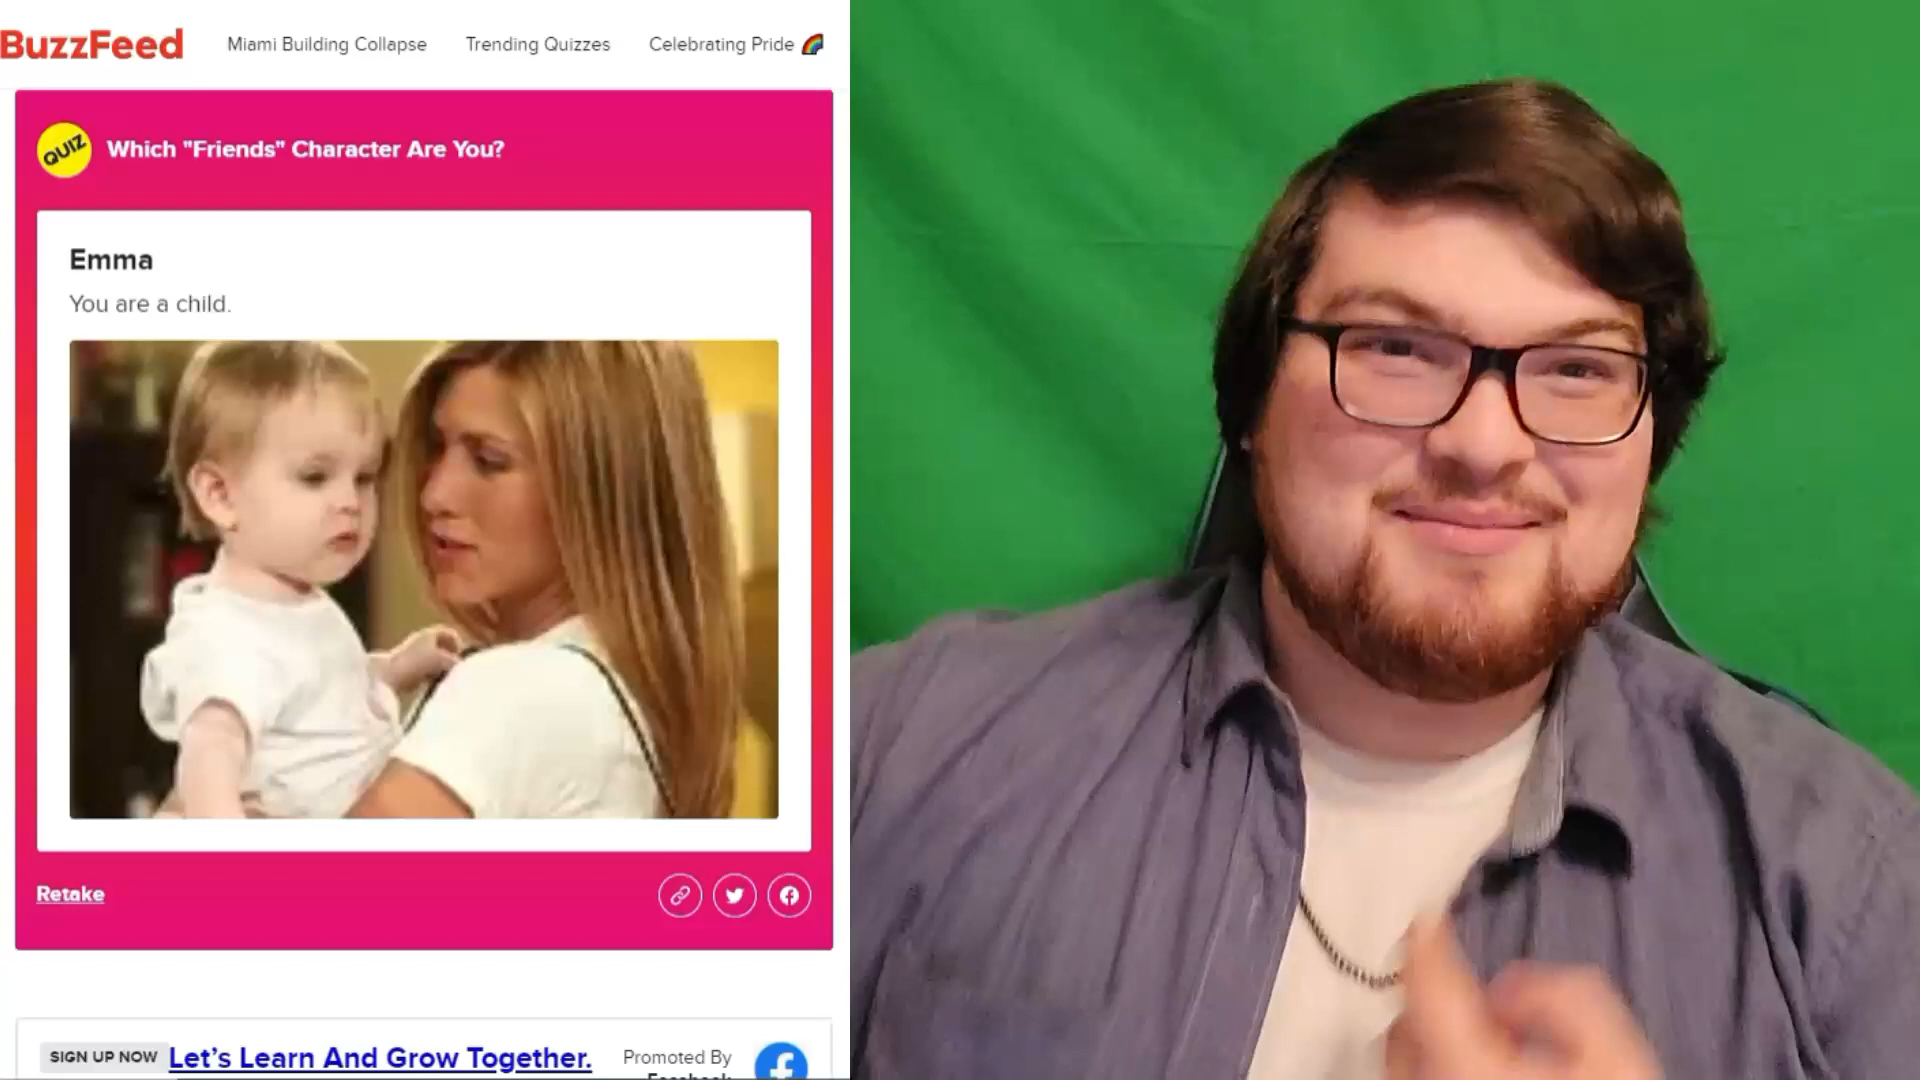 BuzzFeed
Miami Building Collapse Trending Quizzes Celebrating Pride
QUIZ
Which "Friends" Character Are You?
Emma
You are a child.
Retake
SIGN UP NOW
Let's Learn And Grow Together.
Promoted By
Facebook